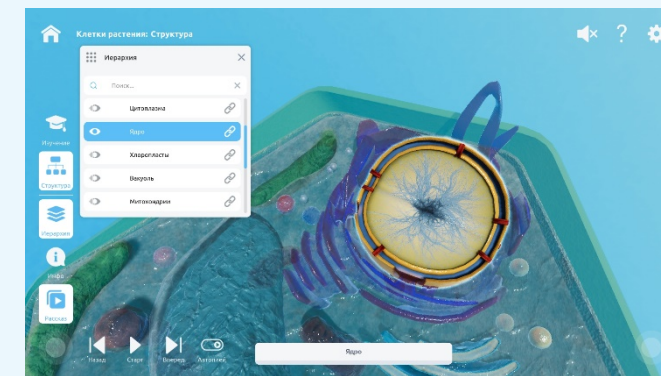 Клетки растения: Структура
Иерархия
Поиск...
Цитоплазма
Ядро
Хлоропласты
Вакуоль
Митохондрии
Изучение
Структура
Иерархия
Инфо
Рассказ
Назад
Старт
Вперед
Автоплей
Ядро